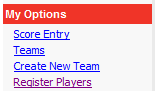 My Options
Score Entry
Teams
Create New Team
Register Players